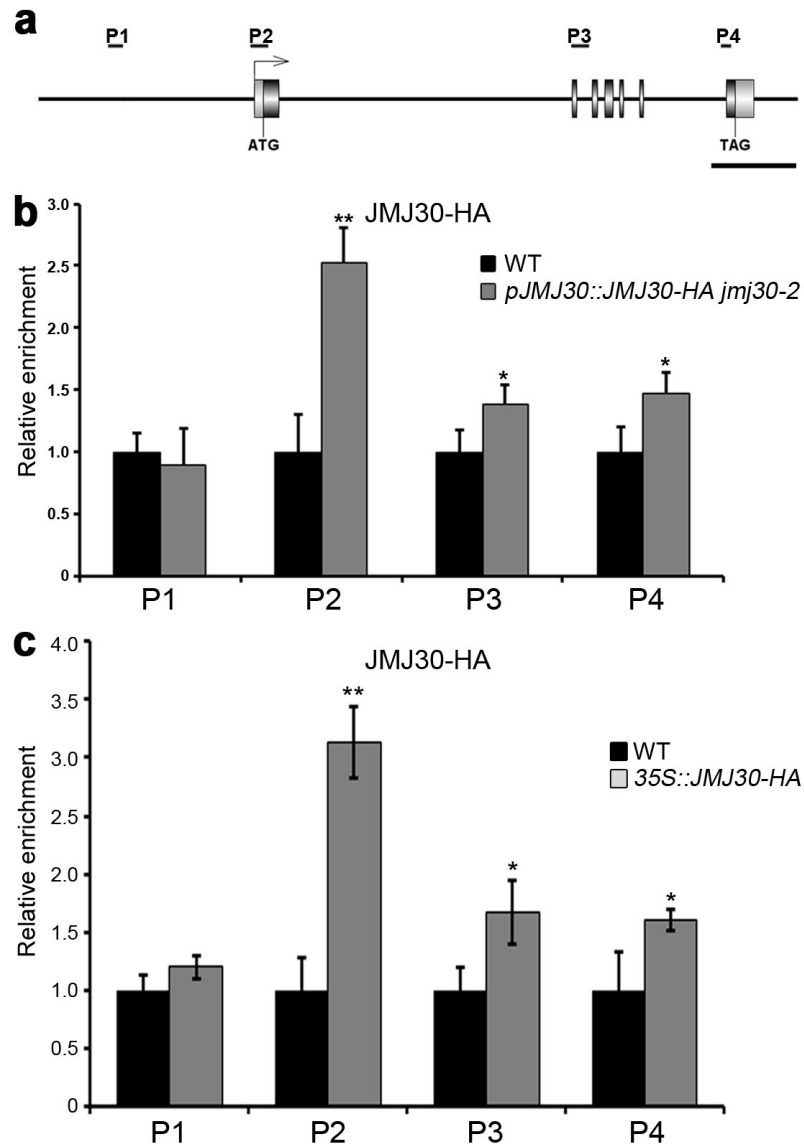 a
P1 P2 P3 P4
ATG TAG
b
JMJ30-HA
WT
pJMJ30::JMJ30-HA jmj30-2
Relative enrichment
3.0
2.5
2.0
1.5
1.0
0.5
0
**
*
*
P1 P2 P3 P4
c
JMJ30-HA
WT
35S::JMJ30-HA
Relative enrichment
4.0
3.5
3.0
2.5
2.0
1.5
1.0
0.5
0
**
*
*
P1 P2 P3 P4